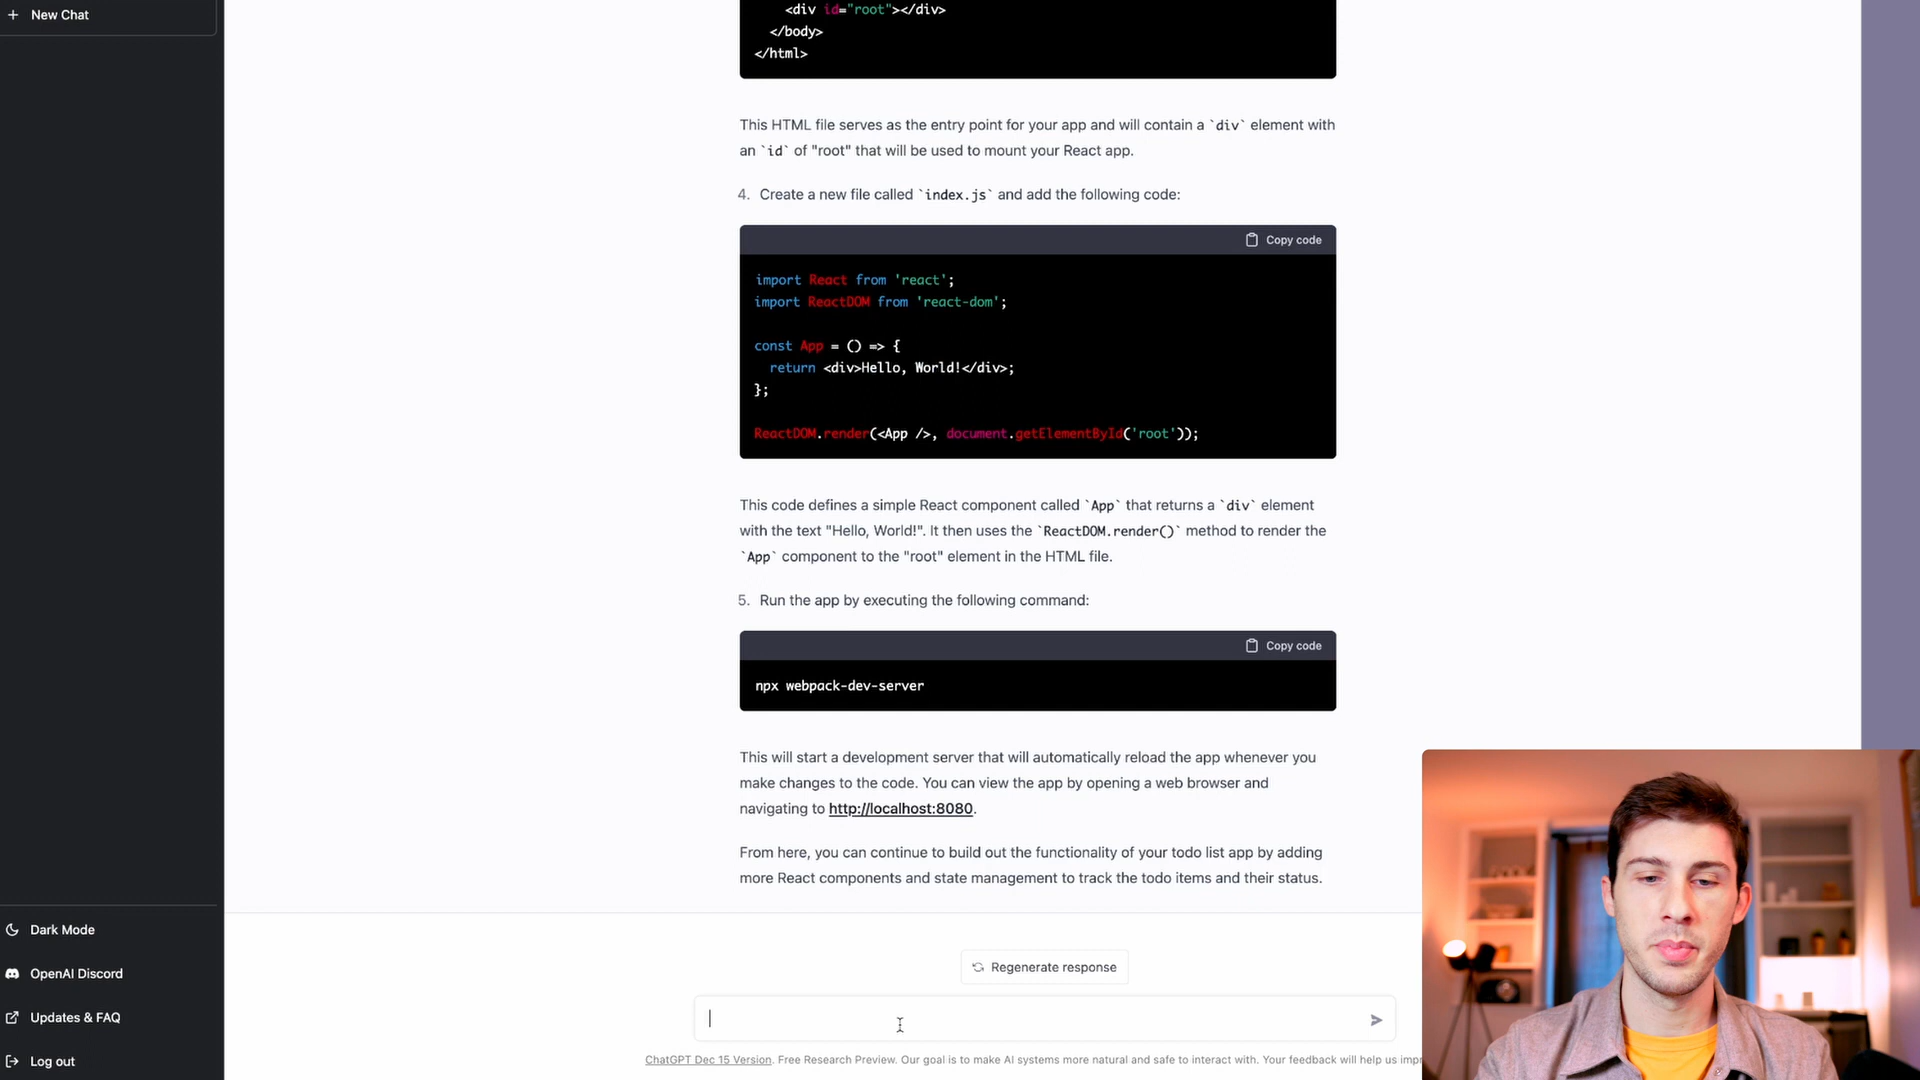 New Chat
<div id="root"></div>
</body>
</html>
This HTML file serves as the entry point for your app and will contain a `div` element with
an `id` of "root" that will be used to mount your React app.
4. Create a new file called `index.js` and add the following code:
Copy code
import React from 'react';
import ReactDOM from 'react-dom';
const App = () => {
return <div>Hello, World!</div>;
};
ReactDOM.render(<App />, document.getElementById('root'));
This code defines a simple React component called `App` that returns a `div` element
with the text "Hello, World!". It then uses the `ReactDOM.render()` method to render the
`App` component to the "root" element in the HTML file.
5. Run the app by executing the following command:
Copy code
npx webpack-dev-server
This will start a development server that will automatically reload the app whenever you
make changes to the code. You can view the app by opening a web browser and
navigating to http://localhost:8080.
From here, you can continue to build out the functionality of your todo list app by adding
more React components and state management to track the todo items and their status.
Dark Mode
OpenAI Discord
Updates & FAQ
Log out
Regenerate response
ChatGPT Dec 15 Version. Free Research Preview. Our goal is to make AI systems more natural and safe to interact with. Your feedback will help us